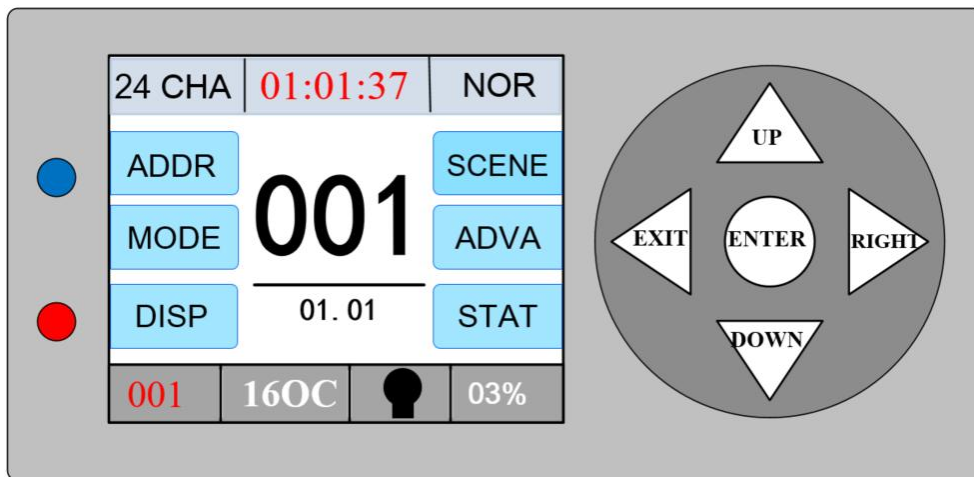 24 CHA 01:01:37 NOR
ADDR
SCENE
001
MODE
ADVA
DISP
01. 01
STAT
001 16OC 03%
UP
EXIT ENTER RIGHT
DOWN